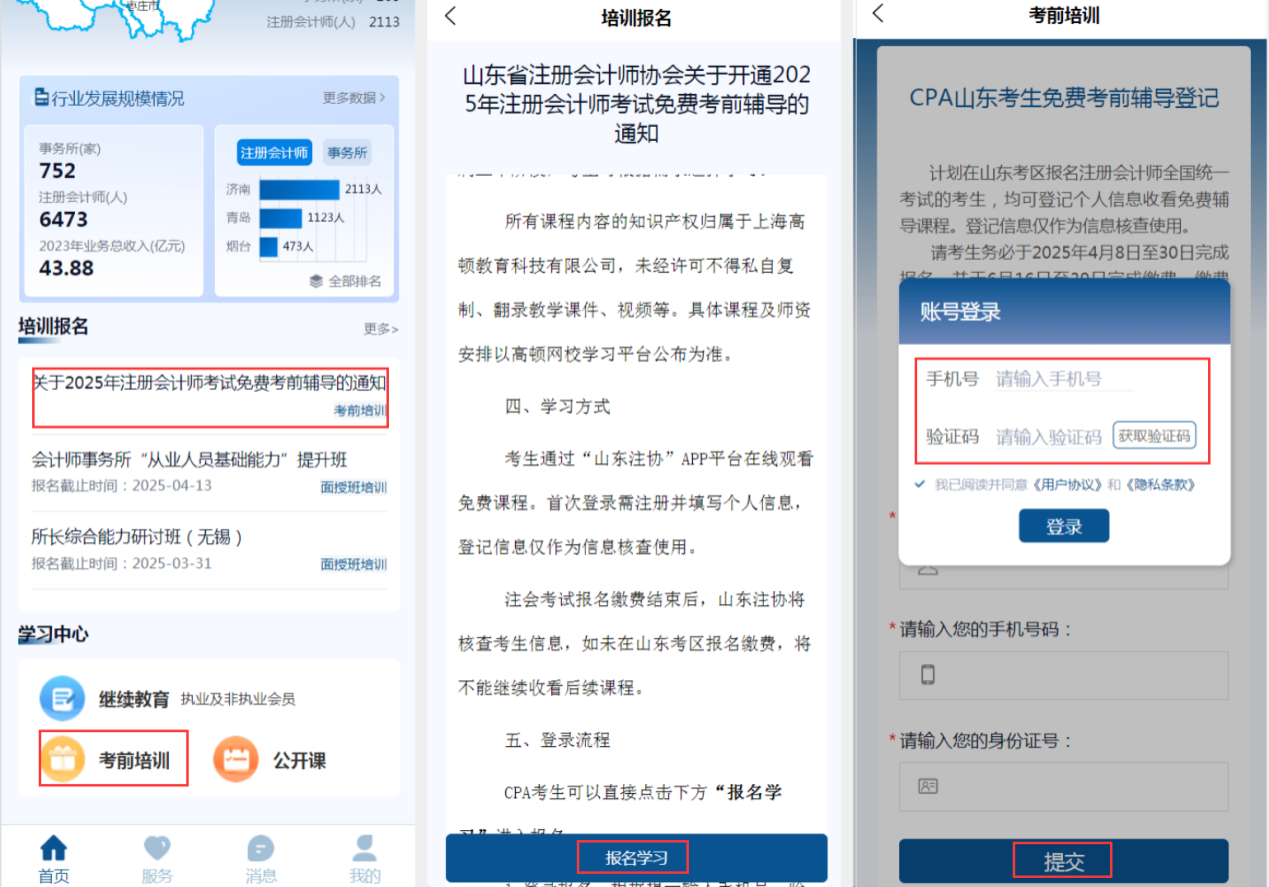 枣庄市
注册会计师(人) 2113
行业发展规模情况
更多数据>
事务所(家)
752
注册会计师(人)
6473
2023年业务总收入(亿元)
43.88
注册会计师 事务所
济南 2113人
青岛 1123人
烟台 473人
全部排名
培训报名
更多>
关于2025年注册会计师考试免费考前辅导的通知
考前培训
会计师事务所“从业人员基础能力”提升班
报名截止时间：2025-04-13
面授班培训
所长综合能力研讨班（无锡）
报名截止时间：2025-03-31
面授班培训
学习中心
继续教育 执业及非执业会员
考前培训 公开课
首页 服务 消息 我的
培训报名
山东省注册会计师协会关于开通202
5年注册会计师考试免费考前辅导的
通知
所有课程内容的知识产权归属于上海高
顿教育科技有限公司，未经许可不得私自复
制、翻录教学课件、视频等。具体课程及师资
安排以高顿网校学习平台公布为准。
四、学习方式
考生通过“山东注协”APP平台在线观看
免费课程。首次登录需注册并填写个人信息，
登记信息仅作为信息核查使用。
注会考试报名缴费结束后，山东注协将
核查考生信息，如未在山东考区报名缴费，将
不能继续收看后续课程。
五、登录流程
CPA考生可以直接点击下方“报名学
习”进入报名
报名学习
考前培训
CPA山东考生免费考前辅导登记
计划在山东考区报名注册会计师全国统一
考试的考生，均可登记个人信息收看免费辅
导课程。登记信息仅作为信息核查使用。
请考生务必于2025年4月8日至30日完成
报名，并于6月16日至30日完成缴费，缴费
账号登录
手机号 请输入手机号
验证码 请输入验证码 获取验证码
我已阅读并同意《用户协议》和《隐私条款》
登录
*
*请输入您的手机号码：
*请输入您的身份证号：
提交